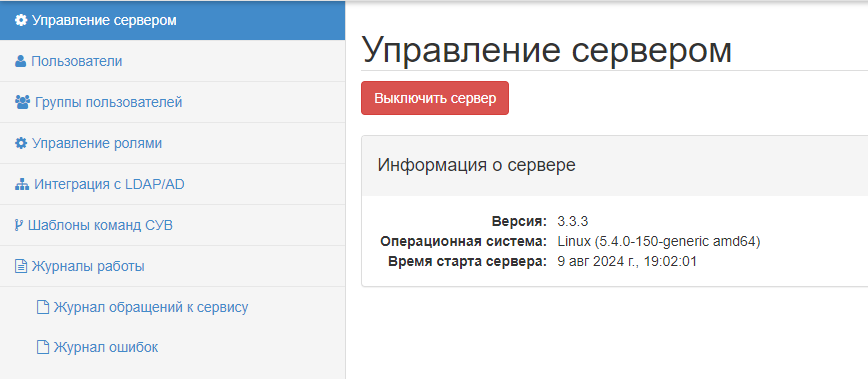 Управление сервером
Пользователи
Группы пользователей
Управление ролями
Интеграция с LDAP/AD
Шаблоны команд СУВ
Журналы работы
Журнал обращений к сервису
Журнал ошибок
Управление сервером
Выключить сервер
Информация о сервере
Версия: 3.3.3
Операционная система: Linux (5.4.0-150-generic amd64)
Время старта сервера: 9 авг 2024 г., 19:02:01